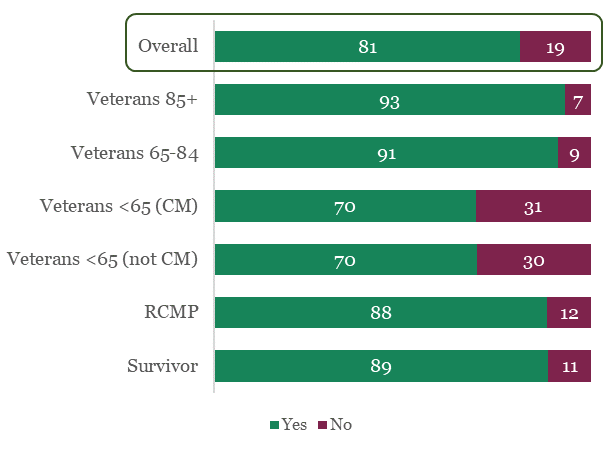 Overall 81 19
Veterans 85+ 93 7
Veterans 65-84 91 9
Veterans <65 (CM) 70 31
Veterans <65 (not CM) 70 30
RCMP 88 12
Survivor 89 11
Yes No